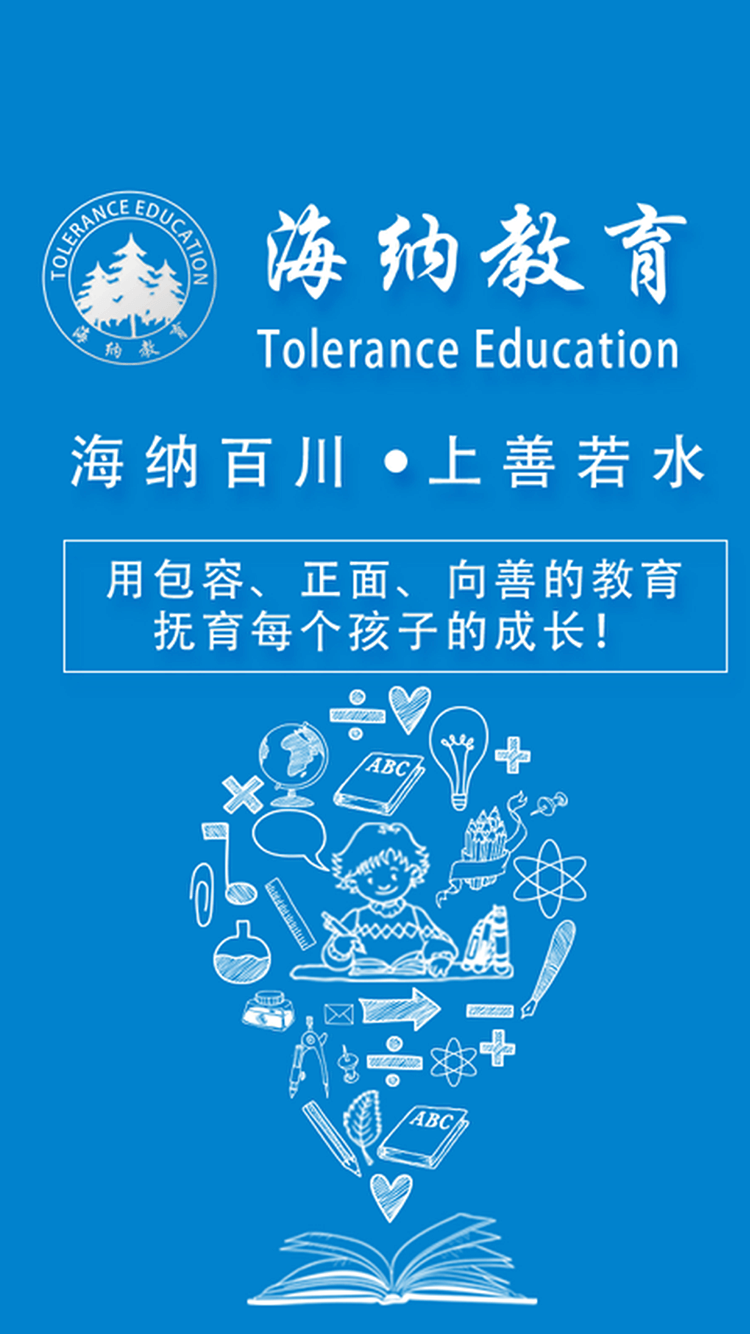 TOLERANCE EDUCATION
海纳教育
海纳教育
Tolerance Education
海纳百川•上善若水
用包容、正面、向善的教育
抚育每个孩子的成长!
ABC
ABC